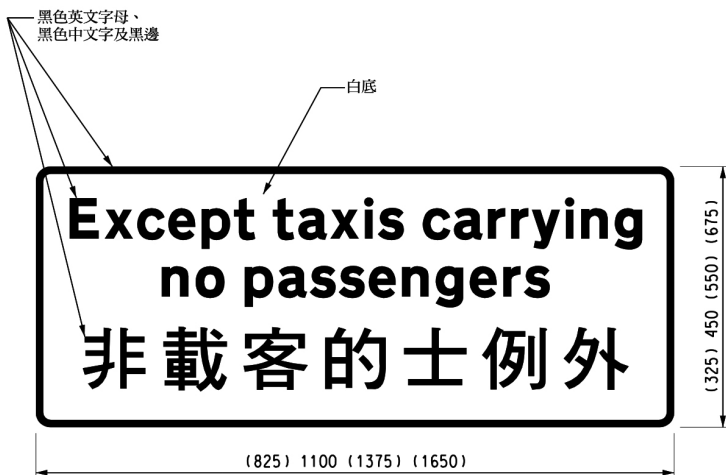 黑色英文字母、
黑色中文字及黑邊
白底
Except taxis carrying
no passengers
非載客的士例外
(325) 450 (550) (675)
(825) 1100 (1375) (1650)